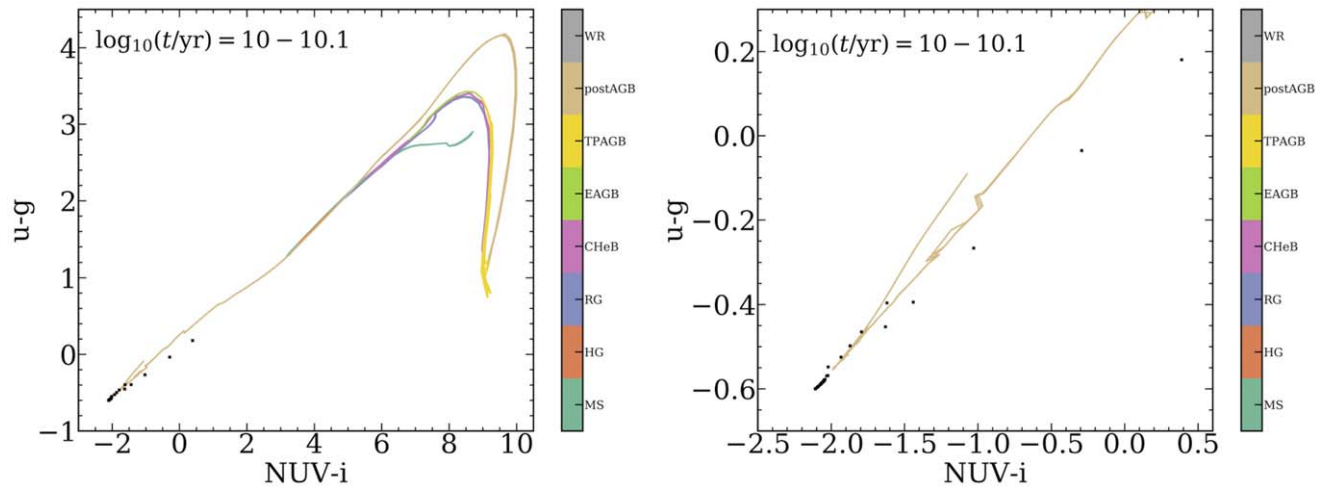 log₁₀(t/yr) = 10 − 10.1
4
3
2
1
0
−1
u-g
−2
0
2
4
6
8
10
NUV-i
WR
postAGB
TPAGB
EAGB
CHeB
RG
HG
MS
log₁₀(t/yr) = 10 − 10.1
0.2
0.0
−0.2
−0.4
−0.6
u-g
−2.5
−2.0
−1.5
−1.0
−0.5
0.0
0.5
NUV-i
WR
postAGB
TPAGB
EAGB
CHeB
RG
HG
MS